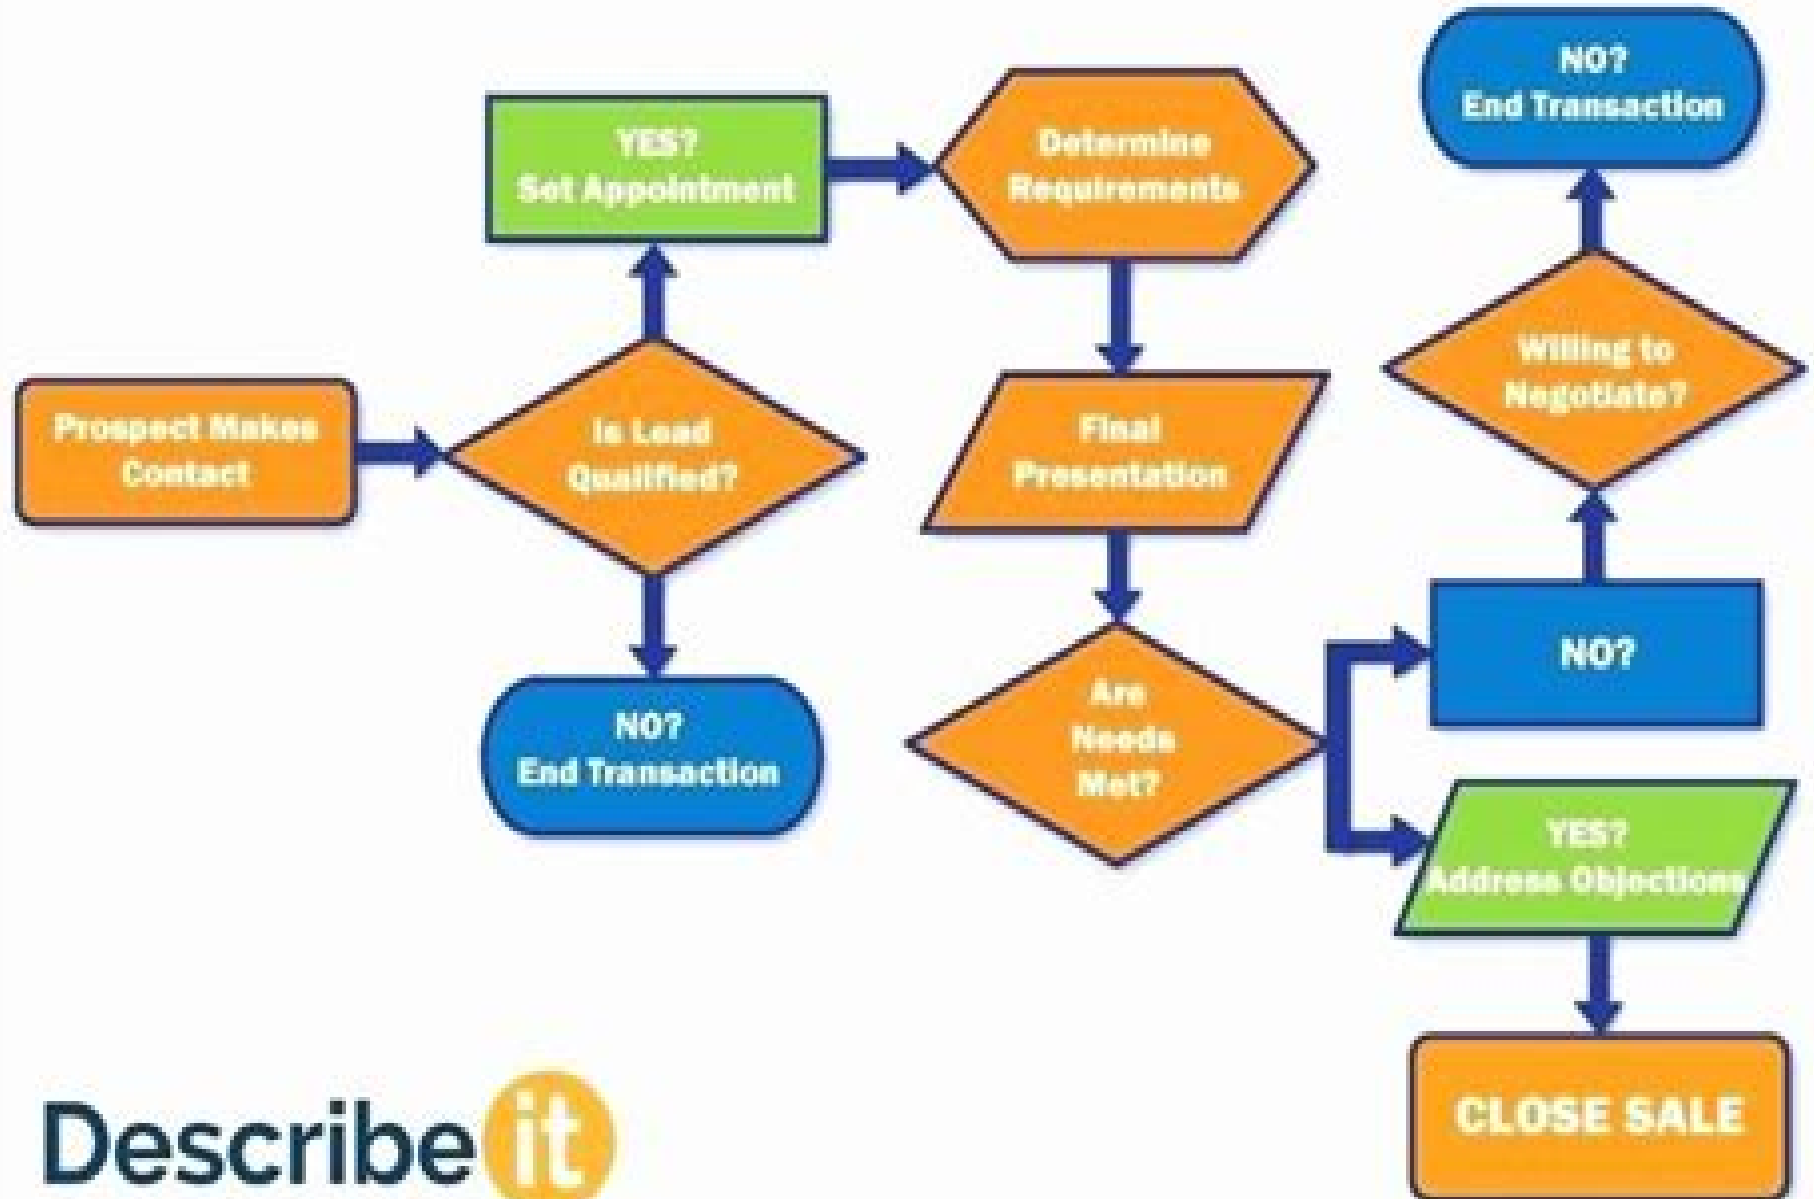 Prospect Makes
Contact
Is Lead
Qualified?
YES?
Set Appointment
NO?
End Transaction
Determine
Requirements
Final
Presentation
Are
Needs
Met?
NO?
Willing to
Negotiate?
NO?
End Transaction
YES?
Address Objections
CLOSE SALE
Describe it